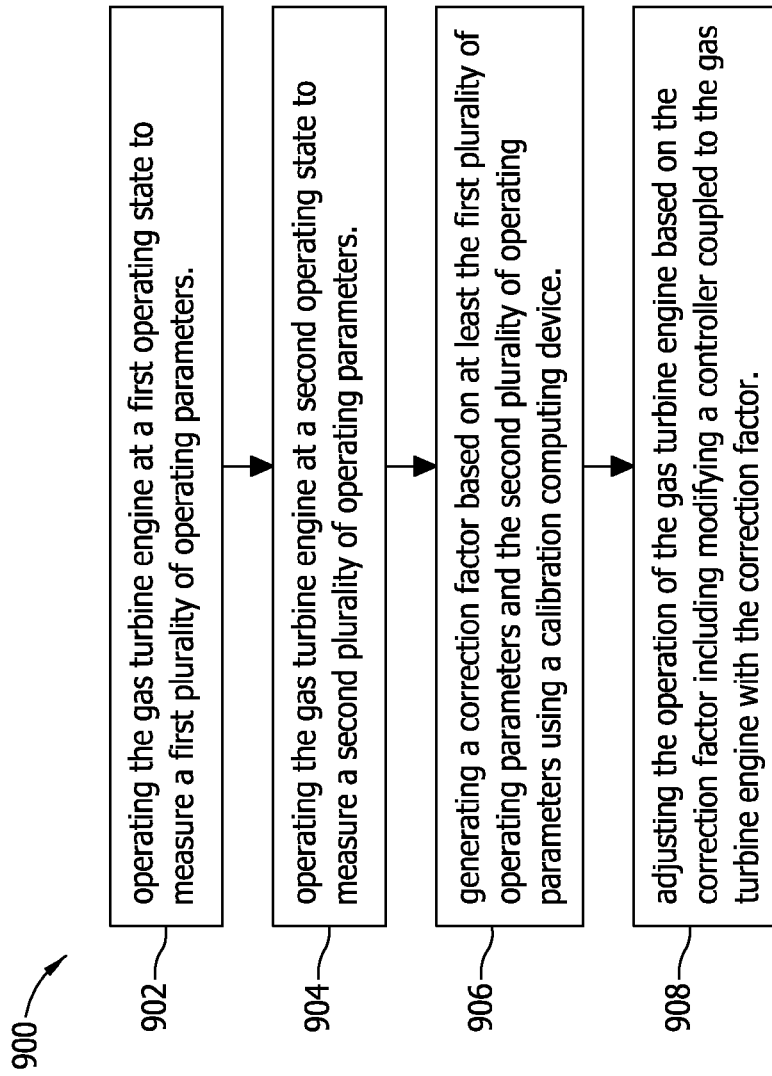 900
902
operating the gas turbine engine at a first operating state to
measure a first plurality of operating parameters.
904
operating the gas turbine engine at a second operating state to
measure a second plurality of operating parameters.
906
generating a correction factor based on at least the first plurality of
operating parameters and the second plurality of operating
parameters using a calibration computing device.
908
adjusting the operation of the gas turbine engine based on the
correction factor including modifying a controller coupled to the gas
turbine engine with the correction factor.